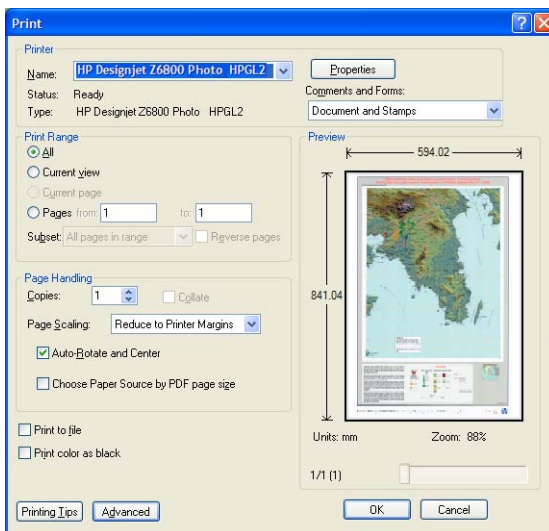 Print
Printer
Name: HP Designjet Z6800 Photo HPGL2
Properties
Status: Ready
Comments and Forms:
Type: HP Designjet Z6800 Photo HPGL2
Document and Stamps
Print Range
All
Current view
Current page
Pages from: 1 to: 1
Subset: All pages in range Reverse pages
Page Handling
Copies: 1 Collate
Page Scaling: Reduce to Printer Margins
Auto-Rotate and Center
Choose Paper Source by PDF page size
Print to file
Print color as black
Printing Tips
Advanced
Preview
594.02
841.04
Units: mm Zoom: 88%
1/1 (1)
OK
Cancel